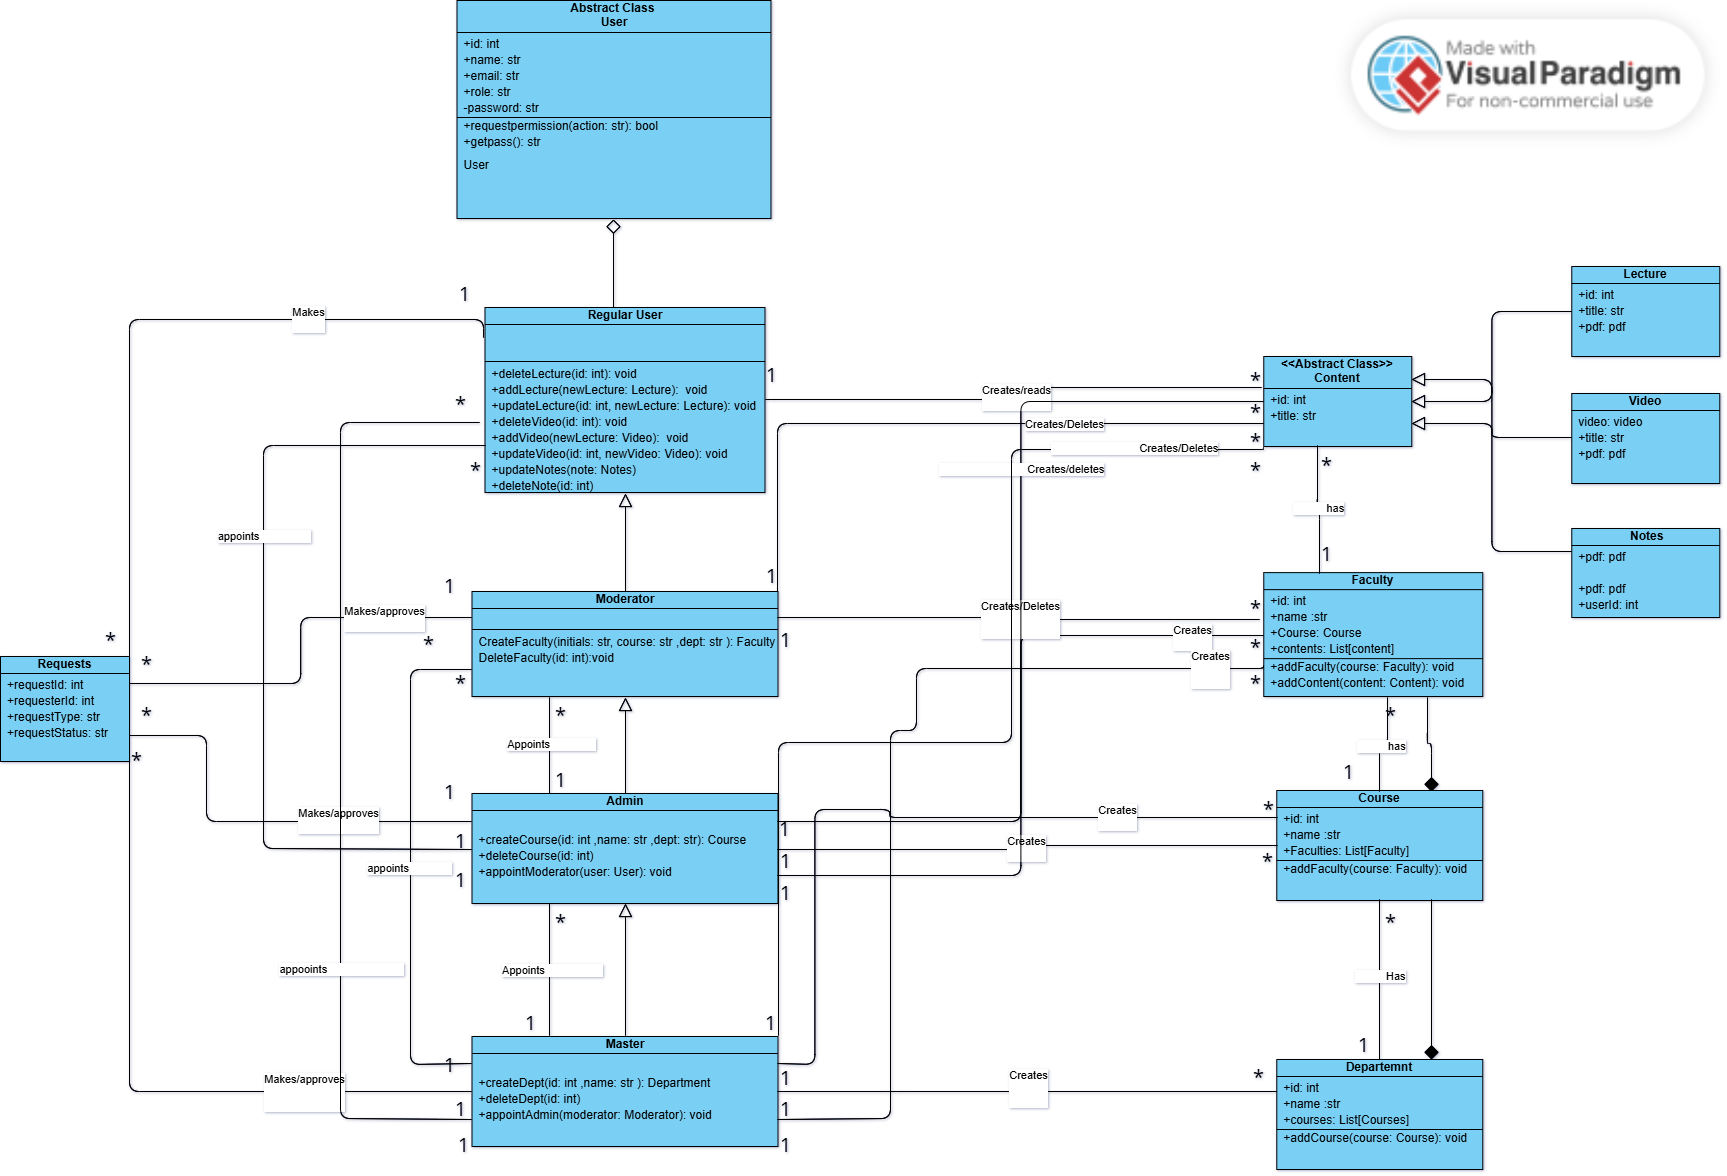 Abstract Class
User
+id: int
+name: str
+email: str
+role: str
-password: str
+requestpermission(action: str): bool
+getpass(): str
User
Made with
Visual Paradigm
For non-commercial use
1
Makes
Regular User
+deleteLecture(id: int): void
+addLecture(newLecture: Lecture): void
+updateLecture(id: int, newLecture: Lecture): void
+deleteVideo(id: int): void
+addVideo(newLecture: Video): void
+updateVideo(id: int, newVideo: Video): void
+updateNotes(note: Notes)
+deleteNote(id: int)
*
*
1
Creates/reads
*
Creates/Deletes
*
Creates/Deletes
*
Creates/deletes
*
<<Abstract Class>>
Content
+id: int
+title: str
Lecture
+id: int
+title: str
+pdf: pdf
Video
video: video
+title: str
+pdf: pdf
Notes
+pdf: pdf
+pdf: pdf
+userId: int
*
has
1
appoints
1
1
Makes/approves
*
*
Moderator
CreateFaculty(initials: str, course: str ,dept: str ): Faculty
DeleteFaculty(id: int):void
1
Creates/Deletes
*
Creates
*
Creates
*
Faculty
+id: int
+name :str
+Course: Course
+contents: List[content]
+addFaculty(course: Faculty): void
+addContent(content: Content): void
*
*
*
*
Requests
+requestId: int
+requesterId: int
+requestType: str
+requestStatus: str
*
Appoints
1
*
has
1
1
Makes/approves
1
1
Admin
+createCourse(id: int ,name: str ,dept: str): Course
+deleteCourse(id: int)
+appointModerator(user: User): void
1
1
1
Creates
*
Creates
*
Course
+id: int
+name :str
+Faculties: List[Faculty]
+addFaculty(course: Faculty): void
appoints
*
Appoints
1
1
appooints
*
Has
1
Makes/approves
1
1
1
Master
+createDept(id: int ,name: str ): Department
+deleteDept(id: int)
+appointAdmin(moderator: Moderator): void
1
1
1
Creates
*
Departemnt
+id: int
+name :str
+courses: List[Courses]
+addCourse(course: Course): void